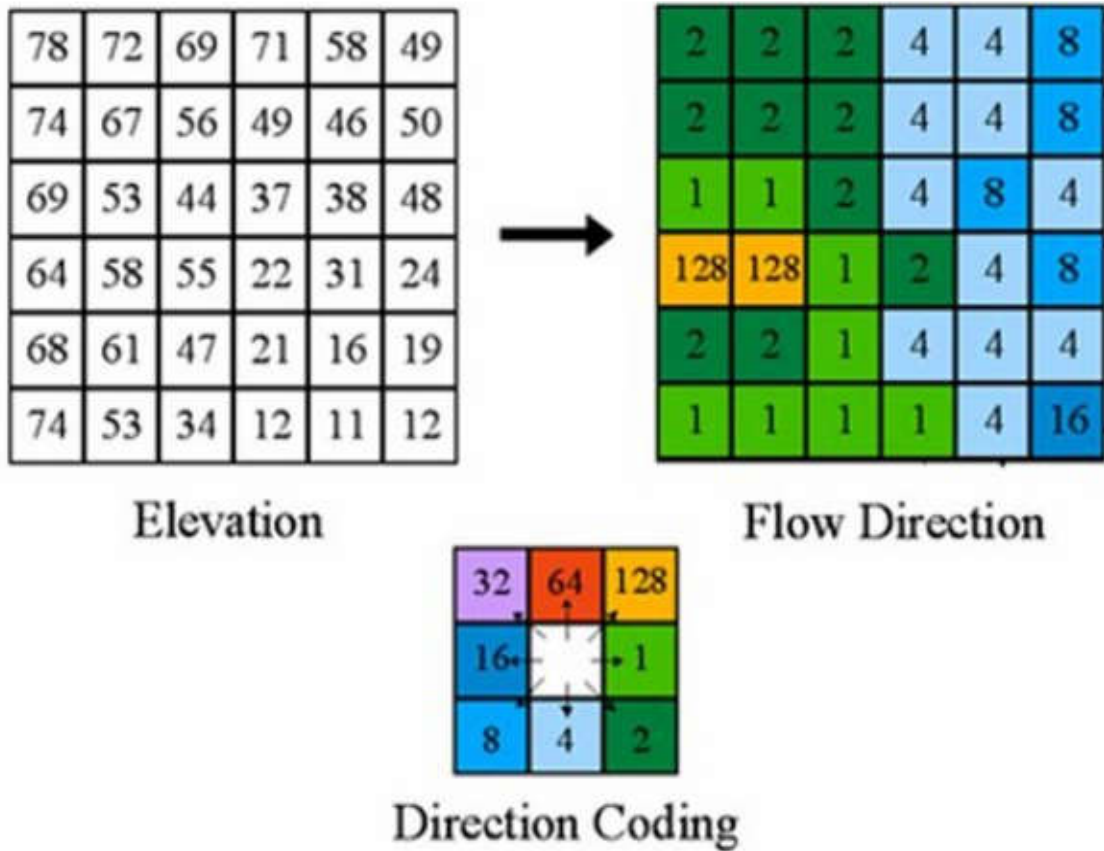 78 72 69 71 58 49
74 67 56 49 46 50
69 53 44 37 38 48
64 58 55 22 31 24
68 61 47 21 16 19
74 53 34 12 11 12
Elevation
2 2 2 4 4 8
2 2 2 4 4 8
1 1 2 4 8 4
128 128 1 2 4 8
2 2 1 4 4 4
1 1 1 1 4 16
Flow Direction
32 64 128
16 1
8 4 2
Direction Coding